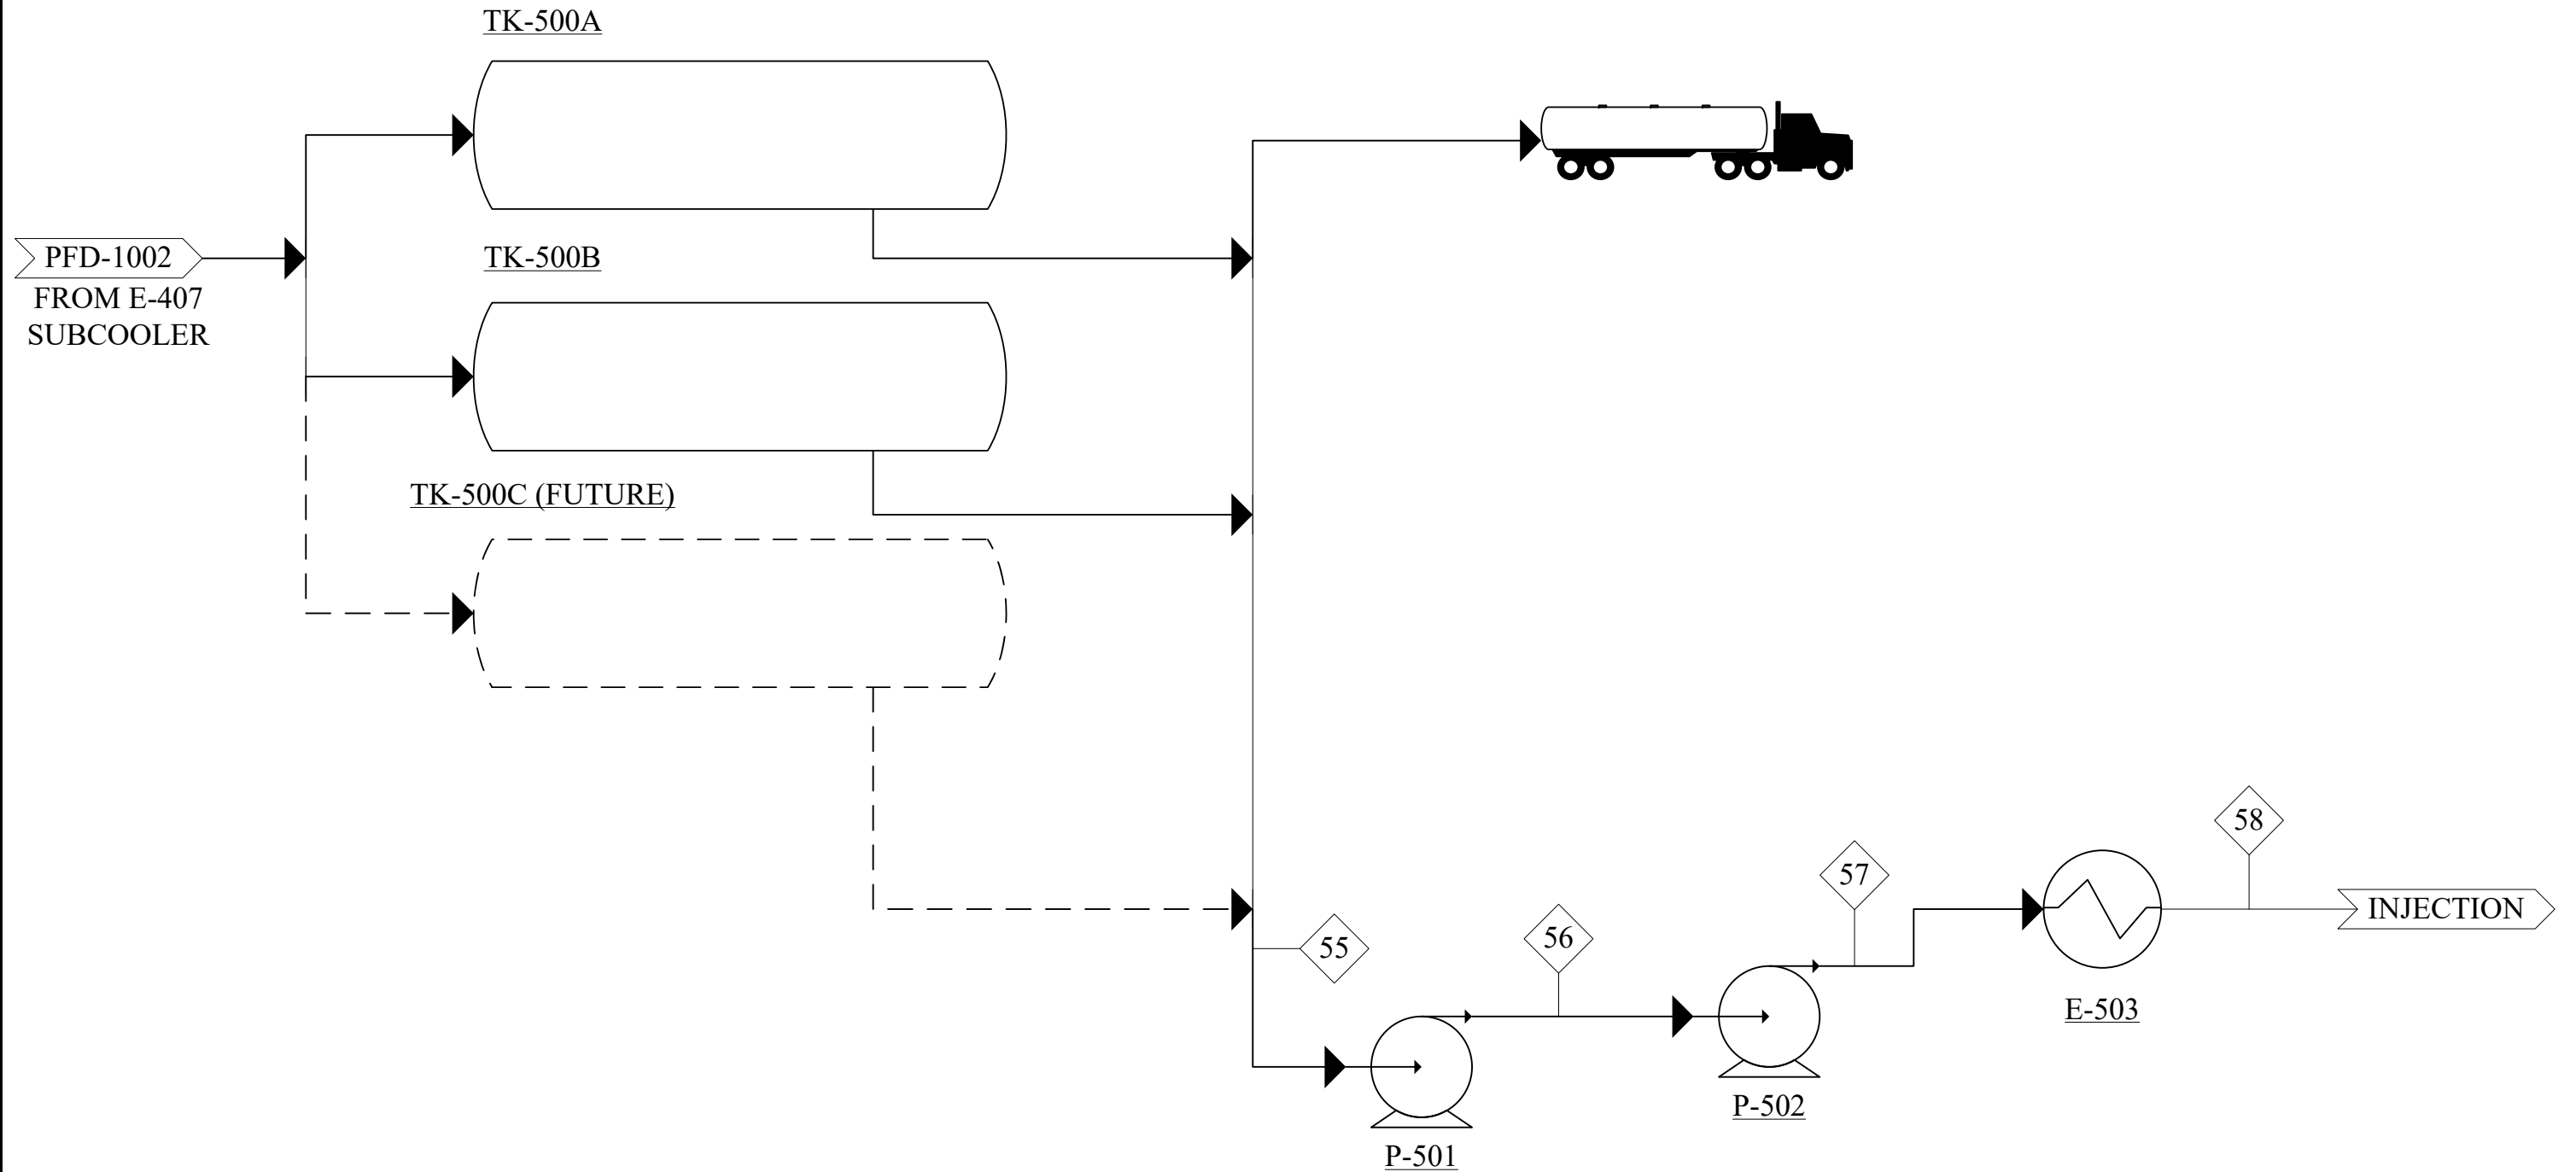 TK-500A
PFD-1002
FROM E-407
SUBCOOLER
TK-500B
TK-500C (FUTURE)
55
56
57
58
INJECTION
E-503
P-502
P-501